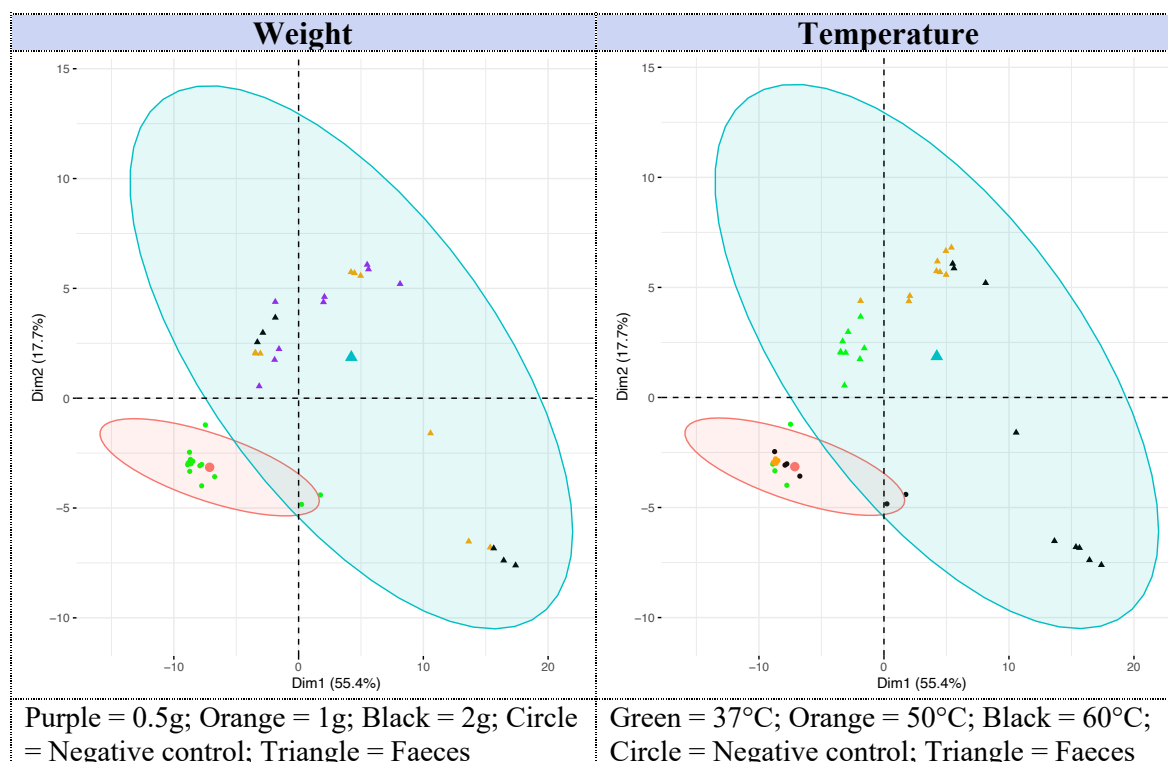 Weight
Temperature
15
10
5
0
−5
−10
Dim2 (17.7%)
−10
0
10
20
Dim1 (55.4%)
15
10
5
0
−5
−10
Dim2 (17.7%)
−10
0
10
20
Dim1 (55.4%)
Purple = 0.5g; Orange = 1g; Black = 2g; Circle
= Negative control; Triangle = Faeces
Green = 37°C; Orange = 50°C; Black = 60°C;
Circle = Negative control; Triangle = Faeces